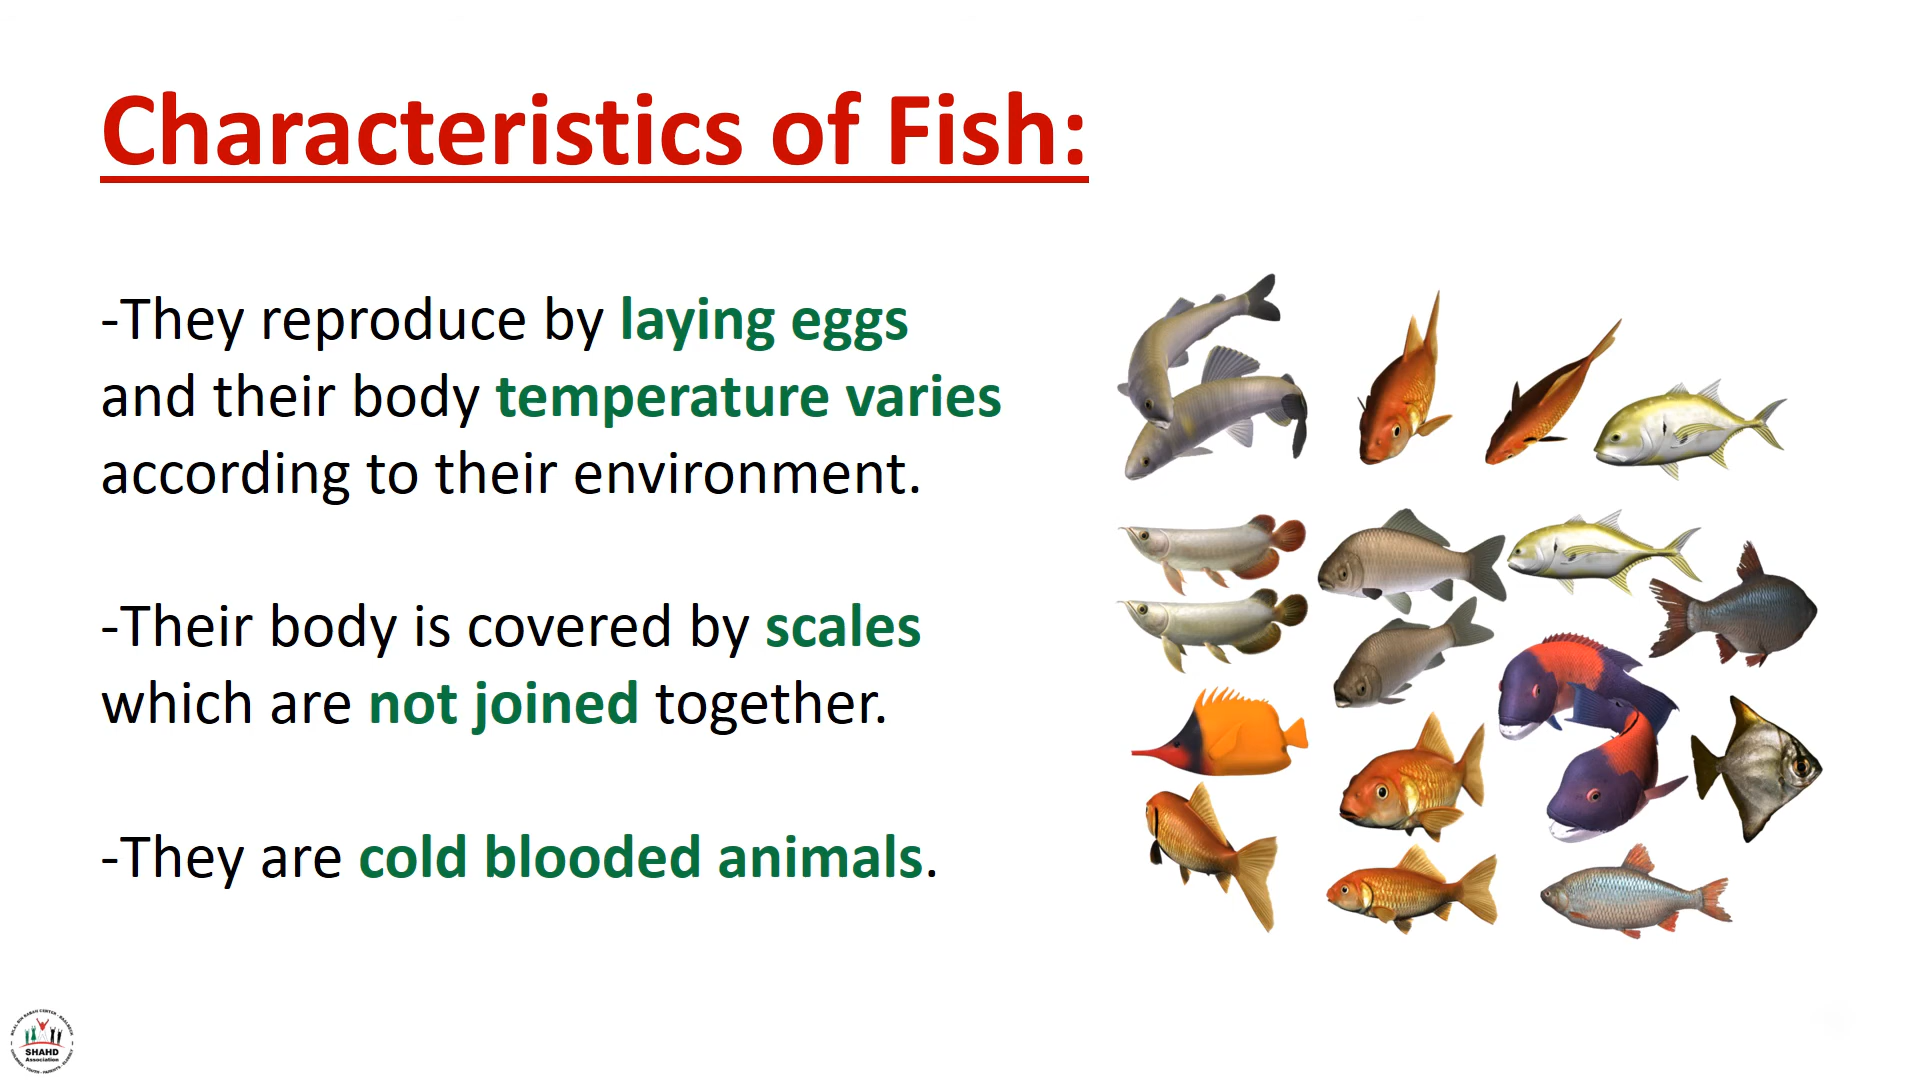 Characteristics of Fish:
-They reproduce by laying eggs
and their body temperature varies
according to their environment.
-Their body is covered by scales
which are not joined together.
-They are cold blooded animals.
SHAHD
Association